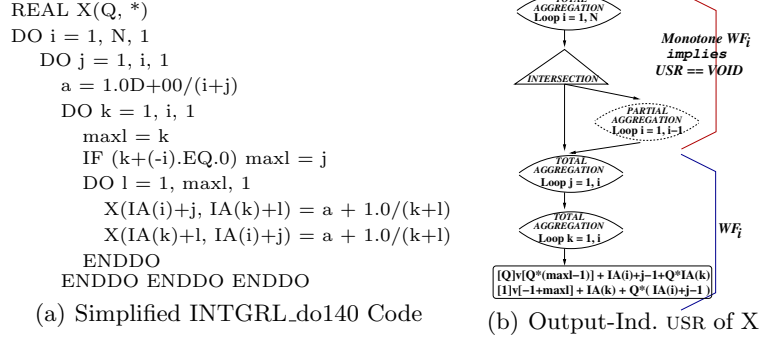 REAL X(Q, *)
DO i = 1, N, 1
DO j = 1, i, 1
a = 1.0D+00/(i+j)
DO k = 1, i, 1
maxl = k
IF (k+(-i).EQ.0) maxl = j
DO l = 1, maxl, 1
X(IA(i)+j, IA(k)+l) = a + 1.0/(k+l)
X(IA(k)+l, IA(i)+j) = a + 1.0/(k+l)
ENDDO
ENDDO ENDDO ENDDO
(a) Simplified INTGRL_do140 Code
TOTAL
AGGREGATION
Loop i = 1, N
INTERSECTION
PARTIAL
AGGREGATION
Loop i = 1, i−1
TOTAL
AGGREGATION
Loop j = 1, i
TOTAL
AGGREGATION
Loop k = 1, i
[Q]v[Q*(maxl−1)] + IA(i)+j−1+Q*IA(k)
[1]v[−1+maxl] + IA(k) + Q*( IA(i)+j−1 )
Monotone WFi
implies
USR == VOID
WFi
(b) Output-Ind. USR of X